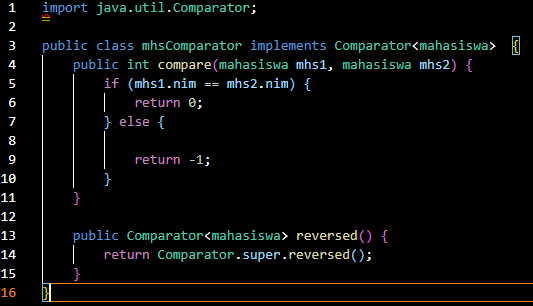 1 import java.util.Comparator;
2
3 public class mhsComparator implements Comparator<mahasiswa> {
4 public int compare(mahasiswa mhs1, mahasiswa mhs2) {
5 if (mhs1.nim == mhs2.nim) {
6 return 0;
7 } else {
8
9 return -1;
10 }
11 }
12
13 public Comparator<mahasiswa> reversed() {
14 return Comparator.super.reversed();
15 }
16 }